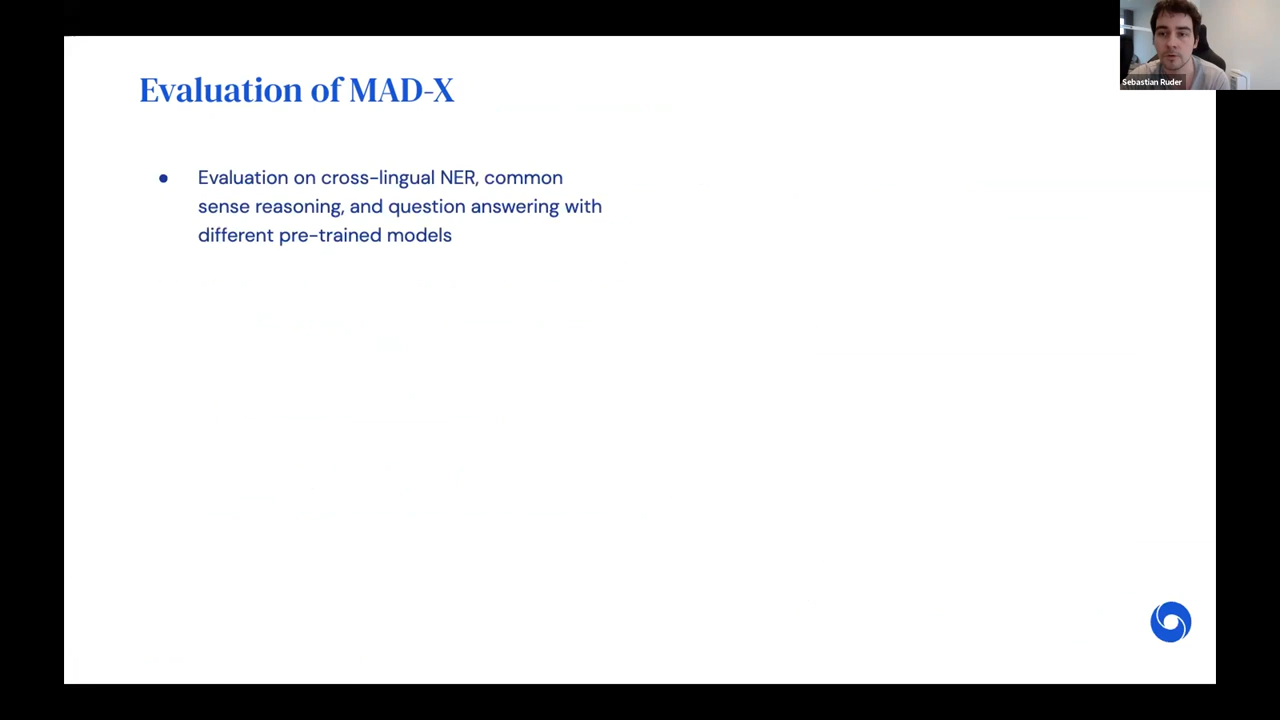 Evaluation of MAD-X
Sebastian Ruder
● Evaluation on cross-lingual NER, common
sense reasoning, and question answering with
different pre-trained models